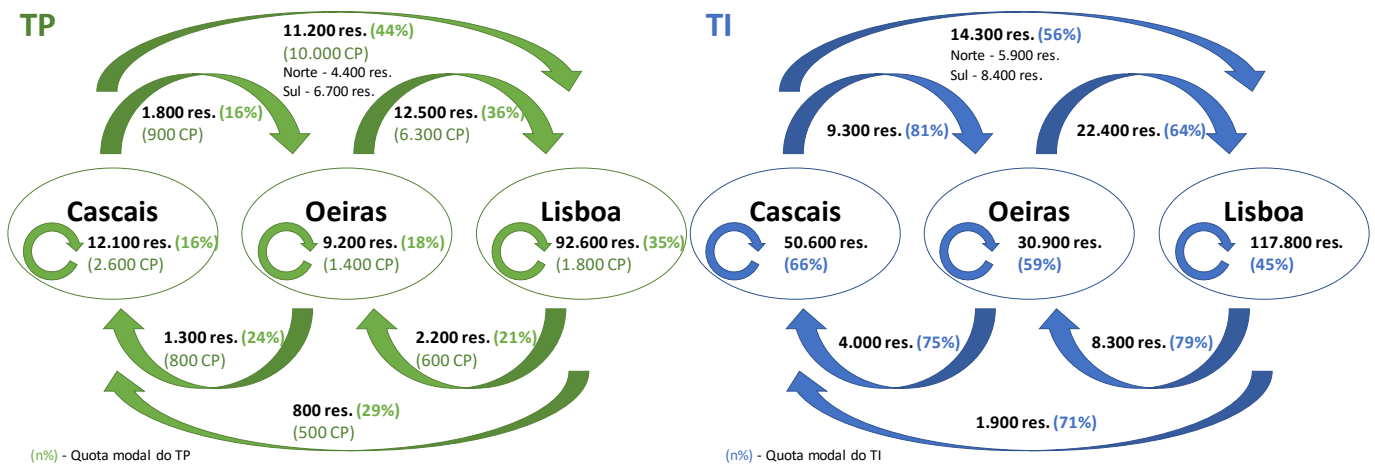 TP
11.200 res. (44%)
(10.000 CP)
Norte - 4.400 res.
Sul - 6.700 res.
1.800 res. (16%)
(900 CP)
12.500 res. (36%)
(6.300 CP)
Cascais
12.100 res. (16%)
(2.600 CP)
Oeiras
9.200 res. (18%)
(1.400 CP)
Lisboa
92.600 res. (35%)
(1.800 CP)
1.300 res. (24%)
(800 CP)
2.200 res. (21%)
(600 CP)
800 res. (29%)
(500 CP)
(n%) - Quota modal do TP
TI
14.300 res. (56%)
Norte - 5.900 res.
Sul - 8.400 res.
9.300 res. (81%)
22.400 res. (64%)
Cascais
50.600 res.
(66%)
Oeiras
30.900 res.
(59%)
Lisboa
117.800 res.
(45%)
4.000 res. (75%)
8.300 res. (79%)
1.900 res. (71%)
(n%) - Quota modal do TI